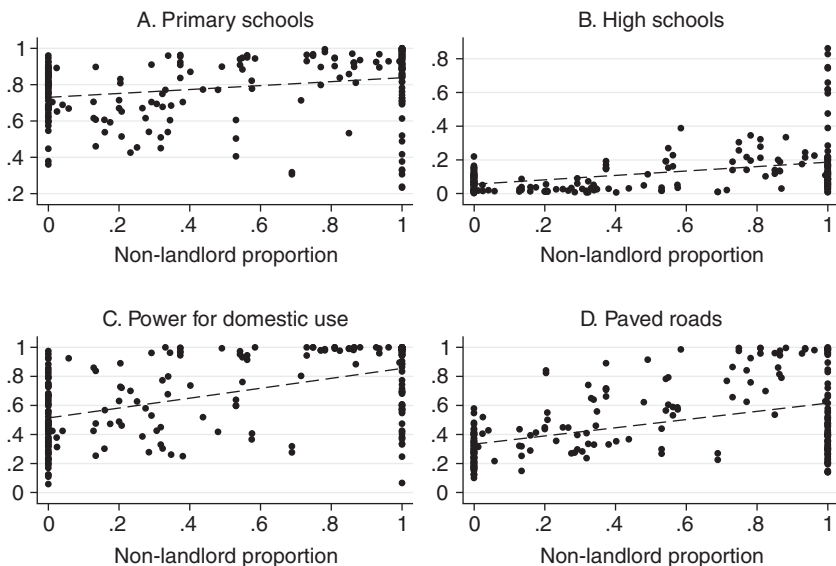 A. Primary schools
1
.8
.6
.4
.2
0 .2 .4 .6 .8 1
Non-landlord proportion
B. High schools
.8
.6
.4
.2
0
0 .2 .4 .6 .8 1
Non-landlord proportion
C. Power for domestic use
1
.8
.6
.4
.2
0
0 .2 .4 .6 .8 1
Non-landlord proportion
D. Paved roads
1
.8
.6
.4
.2
0
0 .2 .4 .6 .8 1
Non-landlord proportion